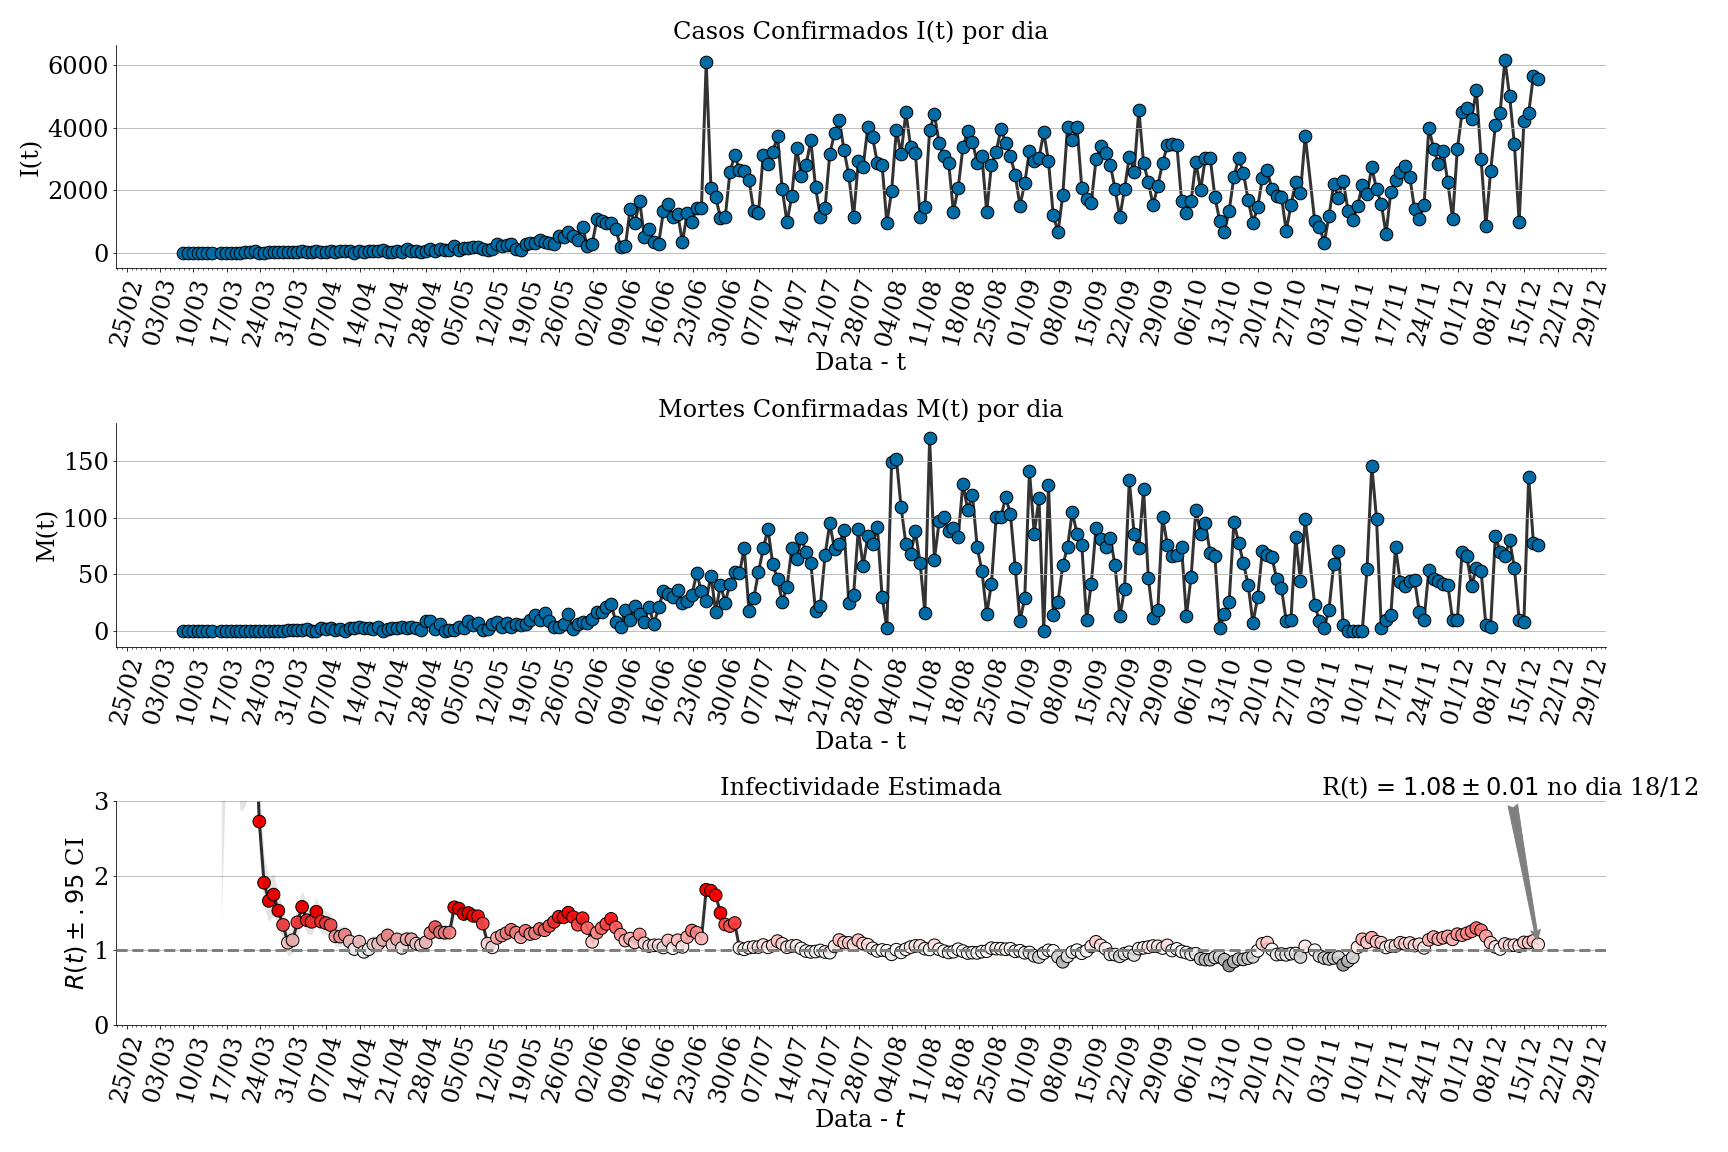 Casos Confirmados I(t) por dia
I(t)
6000
4000
2000
0
25/02 03/03 10/03 17/03 24/03 31/03 07/04 14/04 21/04 28/04 05/05 12/05 19/05 26/05 02/06 09/06 16/06 23/06 30/06 07/07 14/07 21/07 28/07 04/08 11/08 18/08 25/08 01/09 08/09 15/09 22/09 29/09 06/10 13/10 20/10 27/10 03/11 10/11 17/11 24/11 01/12 08/12 15/12 22/12 29/12
Data - t
Mortes Confirmadas M(t) por dia
M(t)
150
100
50
0
25/02 03/03 10/03 17/03 24/03 31/03 07/04 14/04 21/04 28/04 05/05 12/05 19/05 26/05 02/06 09/06 16/06 23/06 30/06 07/07 14/07 21/07 28/07 04/08 11/08 18/08 25/08 01/09 08/09 15/09 22/09 29/09 06/10 13/10 20/10 27/10 03/11 10/11 17/11 24/11 01/12 08/12 15/12 22/12 29/12
Data - t
Infectividade Estimada
R(t) = 1.08 ± 0.01 no dia 18/12
R(t) ± .95 CI
3
2
1
0
25/02 03/03 10/03 17/03 24/03 31/03 07/04 14/04 21/04 28/04 05/05 12/05 19/05 26/05 02/06 09/06 16/06 23/06 30/06 07/07 14/07 21/07 28/07 04/08 11/08 18/08 25/08 01/09 08/09 15/09 22/09 29/09 06/10 13/10 20/10 27/10 03/11 10/11 17/11 24/11 01/12 08/12 15/12 22/12 29/12
Data - t